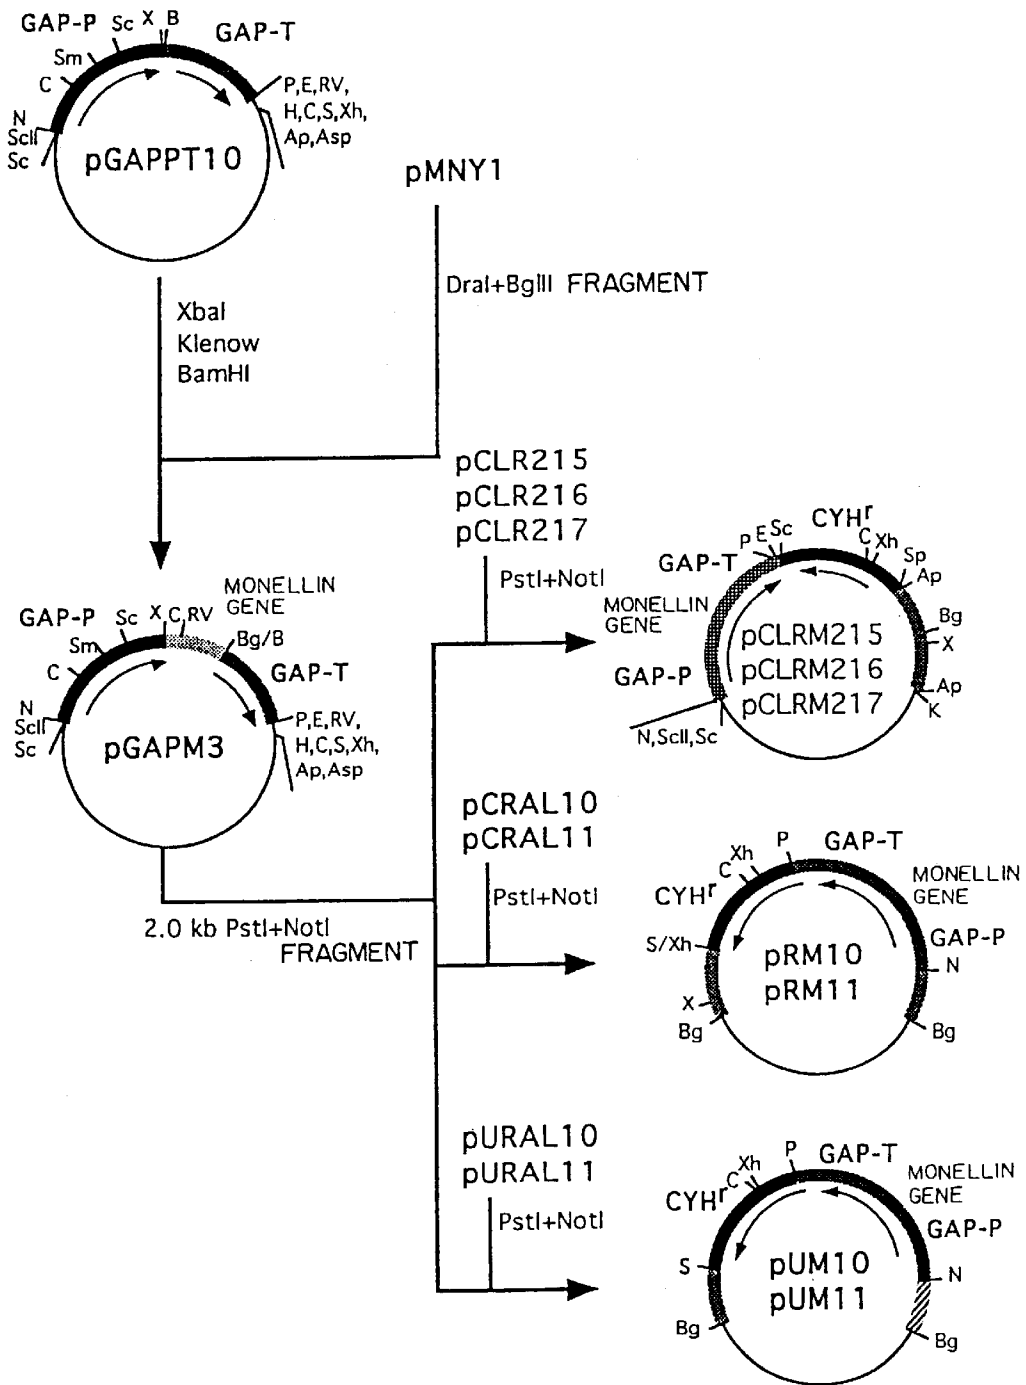 GAP-P
Sc
X
B
GAP-T
Sm
C
P,E,RV,
H,C,S,Xh,
Ap,Asp
N
ScII
Sc
pGAPPT10
pMNY1
DraI+BglII FRAGMENT
XbaI
Klenow
BamHI
pCLR215
pCLR216
pCLR217
PstI+NotI
GAP-P
Sc
X
C,RV
MONELLIN
GENE
Sm
Bg/B
C
GAP-T
N
ScII
Sc
P,E,RV,
H,C,S,Xh,
Ap,Asp
pGAPM3
P
E
Sc
CYHr
C
Xh
Sp
Ap
GAP-T
MONELLIN
GENE
Bg
X
GAP-P
Ap
K
N,ScII,Sc
pCLRM215
pCLRM216
pCLRM217
2.0 kb PstI+NotI
FRAGMENT
pCRAL10
pCRAL11
PstI+NotI
P
GAP-T
C
Xh
MONELLIN
GENE
CYHr
GAP-P
S/Xh
N
X
Bg
Bg
pRM10
pRM11
pURAL10
pURAL11
PstI+NotI
P
GAP-T
C
Xh
MONELLIN
GENE
CYHr
GAP-P
S
N
Bg
Bg
pUM10
pUM11